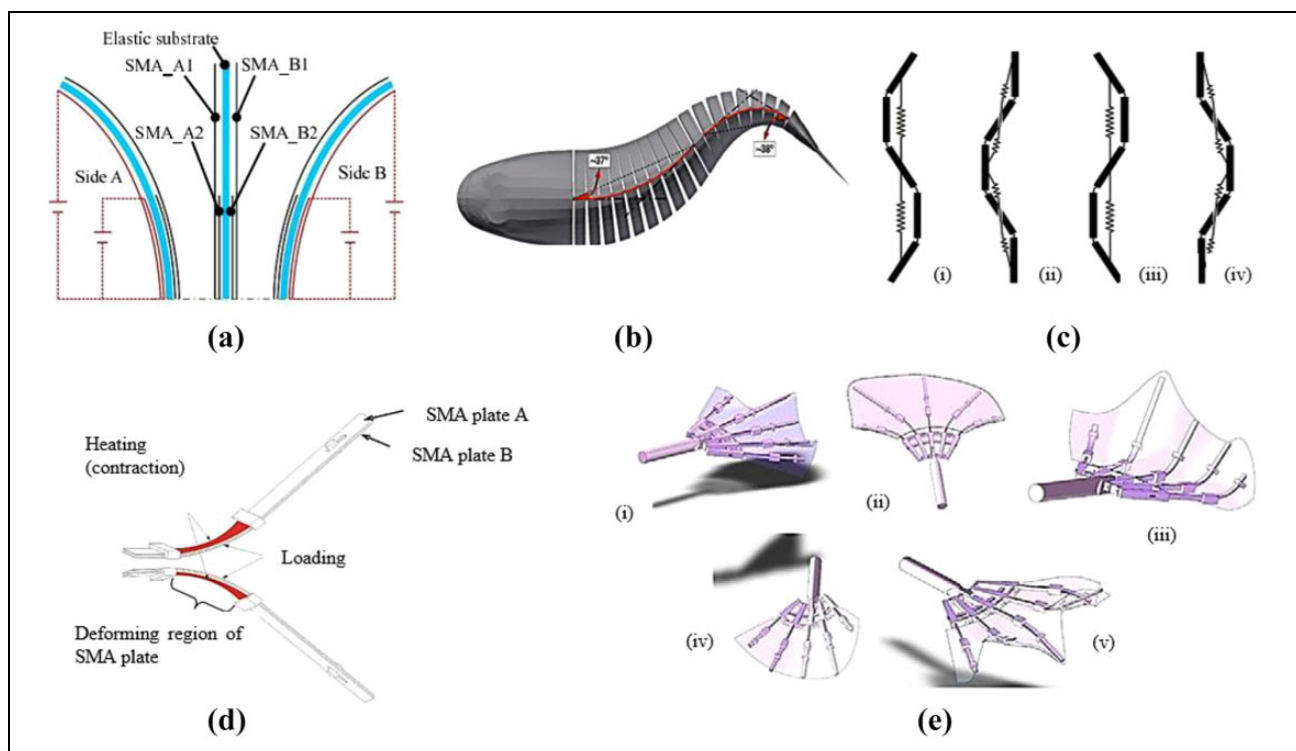 Elastic substrate
SMA_A1
SMA_B1
SMA_A2
SMA_B2
Side A
Side B
(a)
~37°
~38°
(b)
(i)
(ii)
(iii)
(iv)
(c)
Heating
(contraction)
SMA plate A
SMA plate B
Loading
Deforming region of
SMA plate
(d)
(i)
(ii)
(iii)
(iv)
(v)
(e)